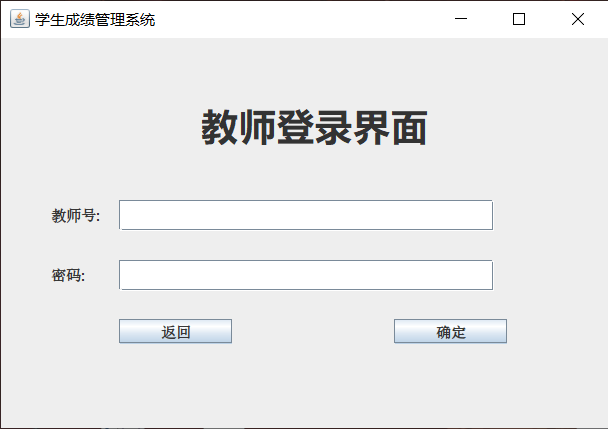 学生成绩管理系统
教师登录界面
教师号:
密码:
返回 确定